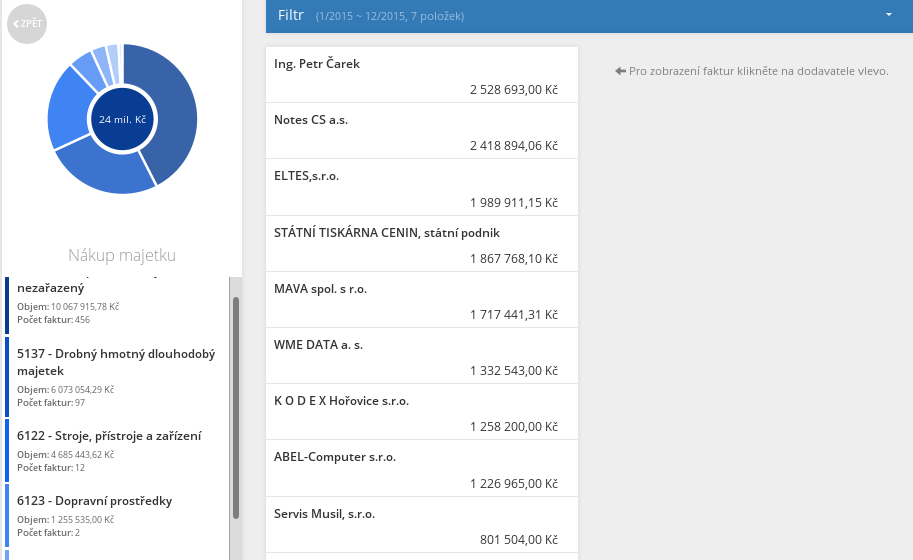 ZPĚT
24 mil. Kč
Nákup majetku
nezařazený
Objem: 10 067 915,78 Kč
Počet faktur: 456
5137 - Drobný hmotný dlouhodobý
majetek
Objem: 6 073 054,29 Kč
Počet faktur: 97
6122 - Stroje, přístroje a zařízení
Objem: 4 685 443,62 Kč
Počet faktur: 12
6123 - Dopravní prostředky
Objem: 1 255 535,00 Kč
Počet faktur: 2
Filtr (1/2015 ~ 12/2015, 7 položek)
Ing. Petr Čarek
2 528 693,00 Kč
Notes CS a.s.
2 418 894,06 Kč
ELTES,s.r.o.
1 989 911,15 Kč
STÁTNÍ TISKÁRNA CENIN, státní podnik
1 867 768,10 Kč
MAVA spol. s r.o.
1 717 441,31 Kč
WME DATA a. s.
1 332 543,00 Kč
K O D E X Hořovice s.r.o.
1 258 200,00 Kč
ABEL-Computer s.r.o.
1 226 965,00 Kč
Servis Musil, s.r.o.
801 504,00 Kč
Pro zobrazení faktur klikněte na dodavatele vlevo.